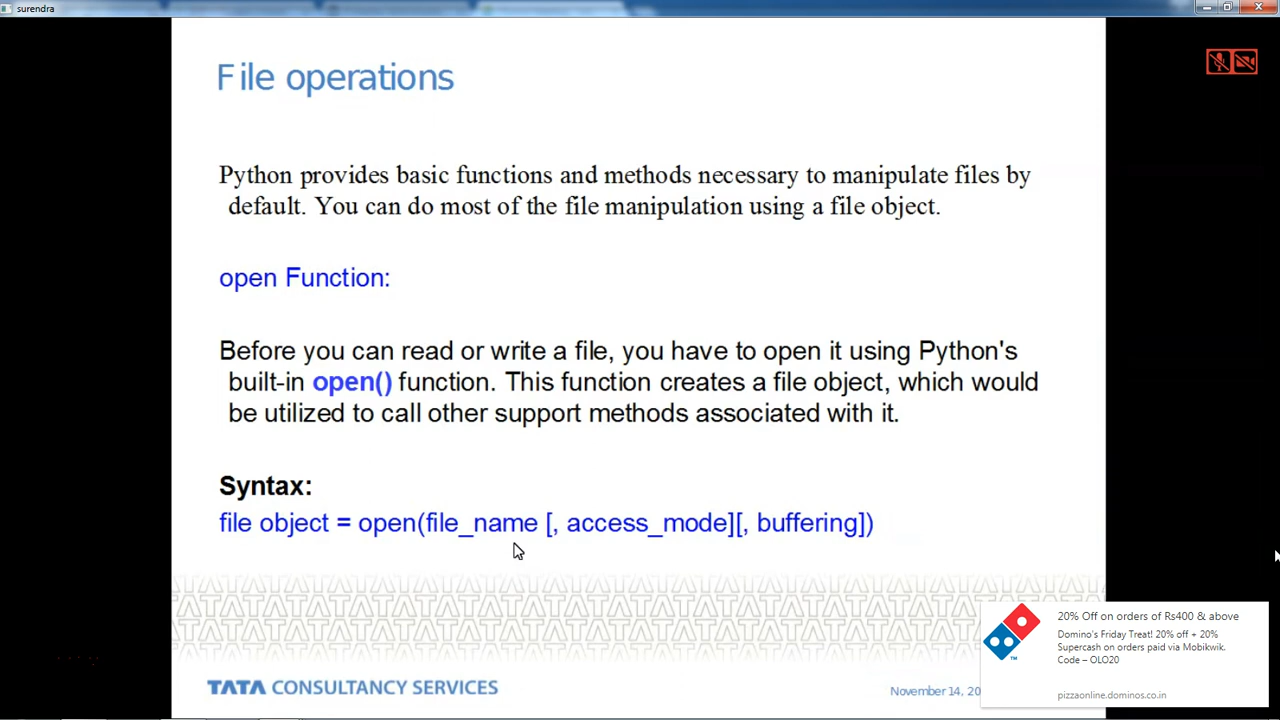 surendra
File operations
Python provides basic functions and methods necessary to manipulate files by
default. You can do most of the file manipulation using a file object.
open Function:
Before you can read or write a file, you have to open it using Python's
built-in open() function. This function creates a file object, which would
be utilized to call other support methods associated with it.
Syntax:
file object = open(file_name [, access_mode][, buffering])
TATA CONSULTANCY SERVICES
November 14, 20
20% Off on orders of Rs400 & above
Domino's Friday Treat! 20% off + 20%
Supercash on orders paid via Mobikwik.
Code – OLO20
pizzaonline.dominos.co.in